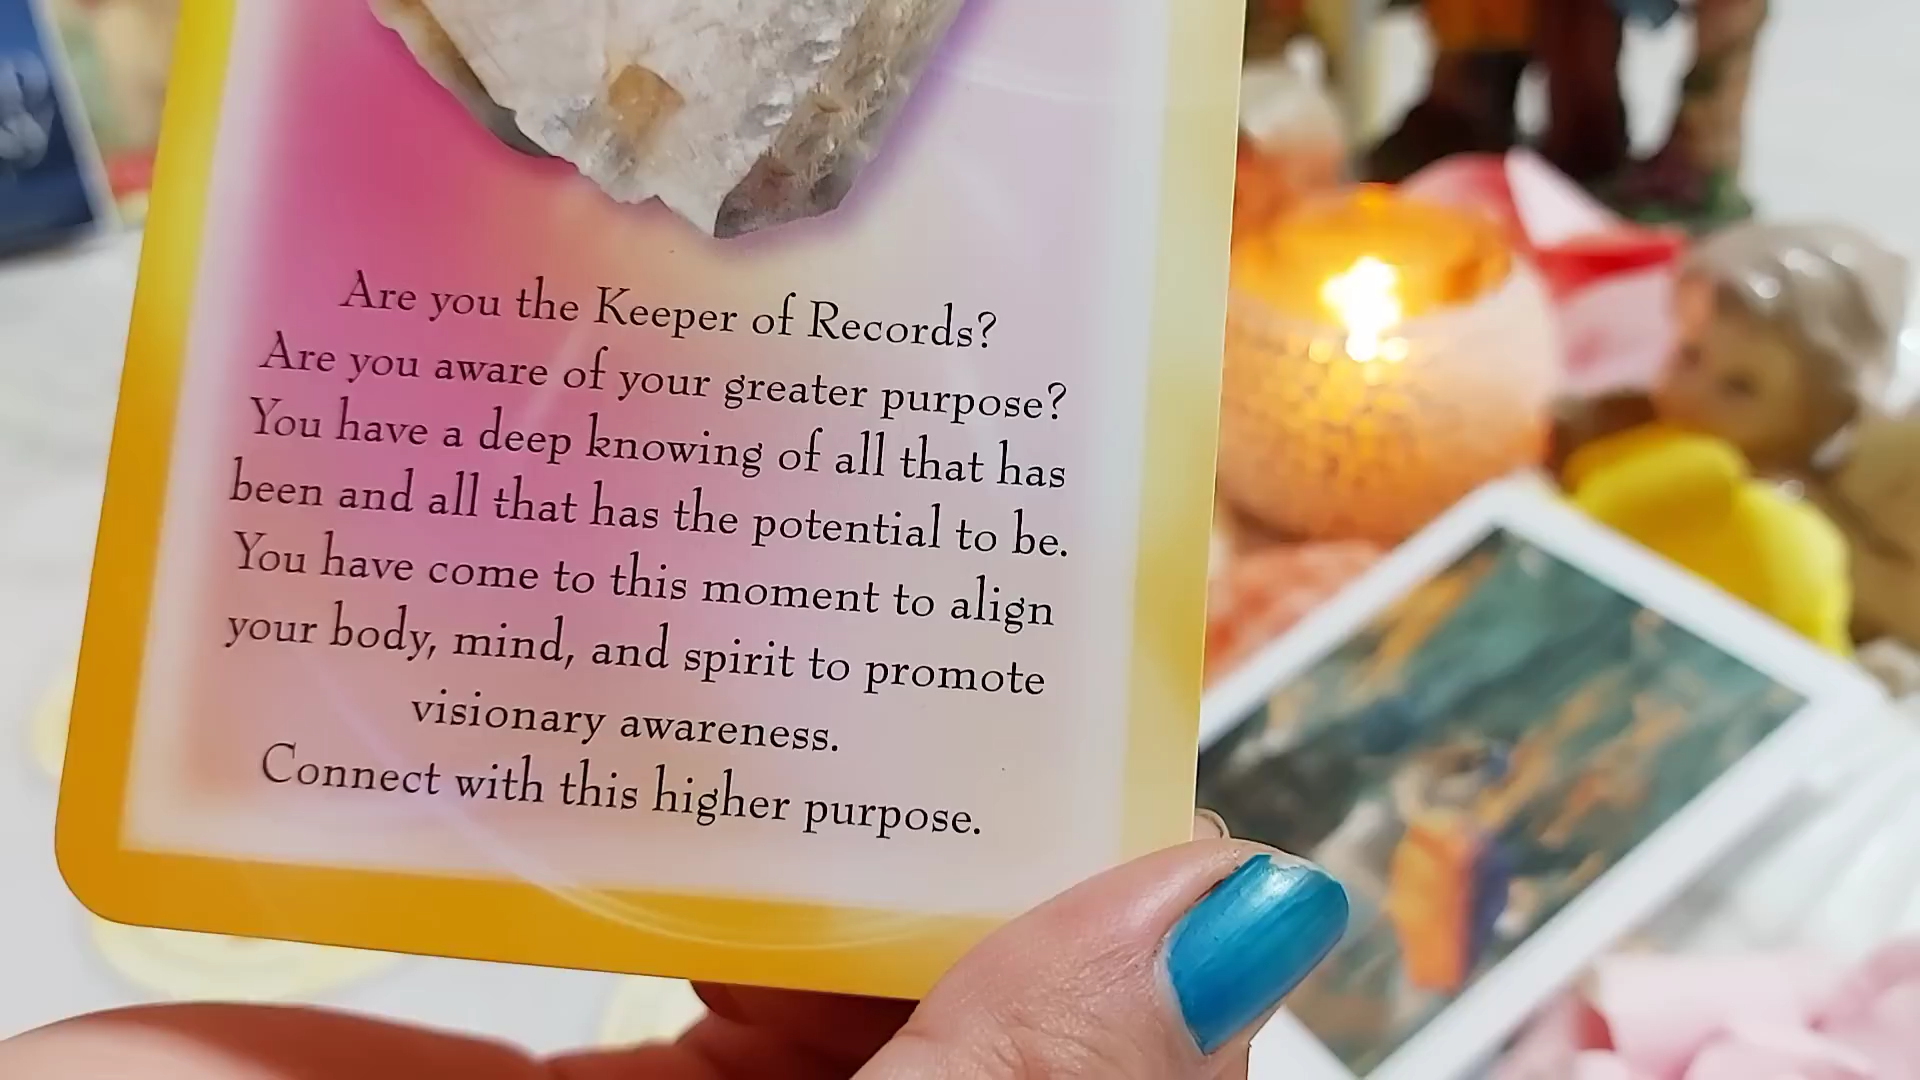 Are you the Keeper of Records?
Are you aware of your greater purpose?
You have a deep knowing of all that has
been and all that has the potential to be.
You have come to this moment to align
your body, mind, and spirit to promote
visionary awareness.
Connect with this higher purpose.